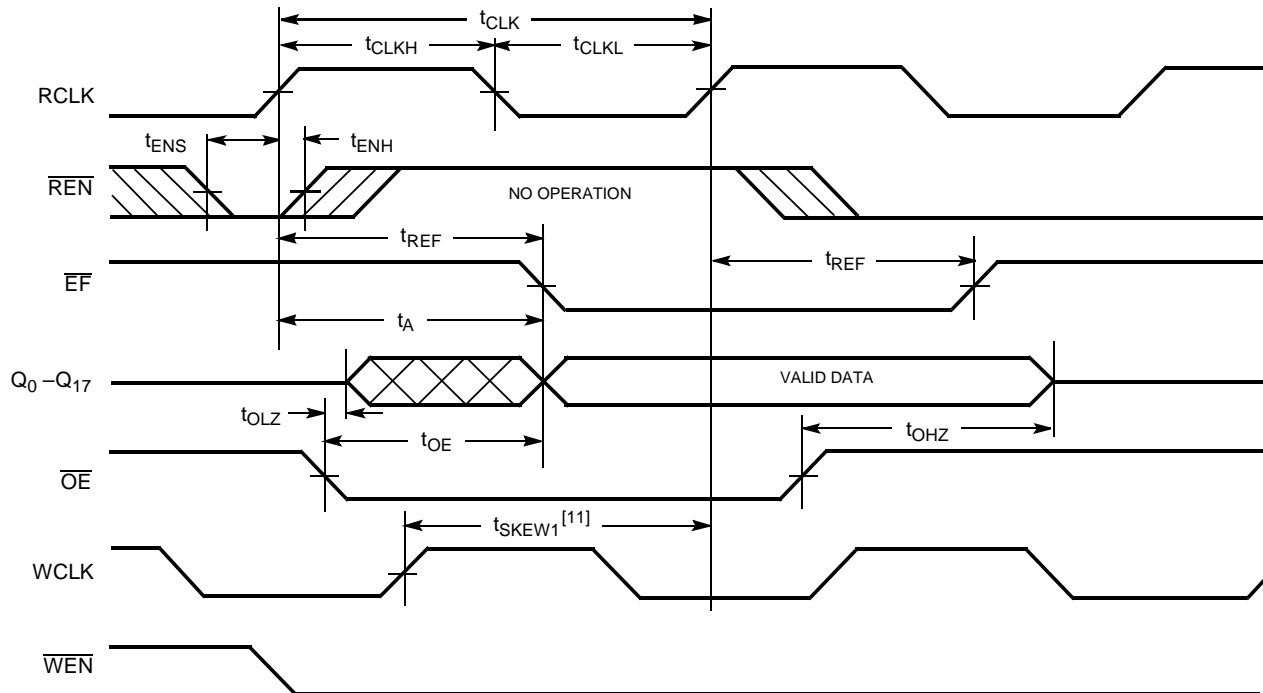 tCLK
tCLKH tCLKL
RCLK
tENS tENH
REN
NO OPERATION
tREF
tREF
EF
tA
Q0 –Q17
VALID DATA
tOLZ
tOE
tOHZ
OE
tSKEW1[11]
WCLK
WEN